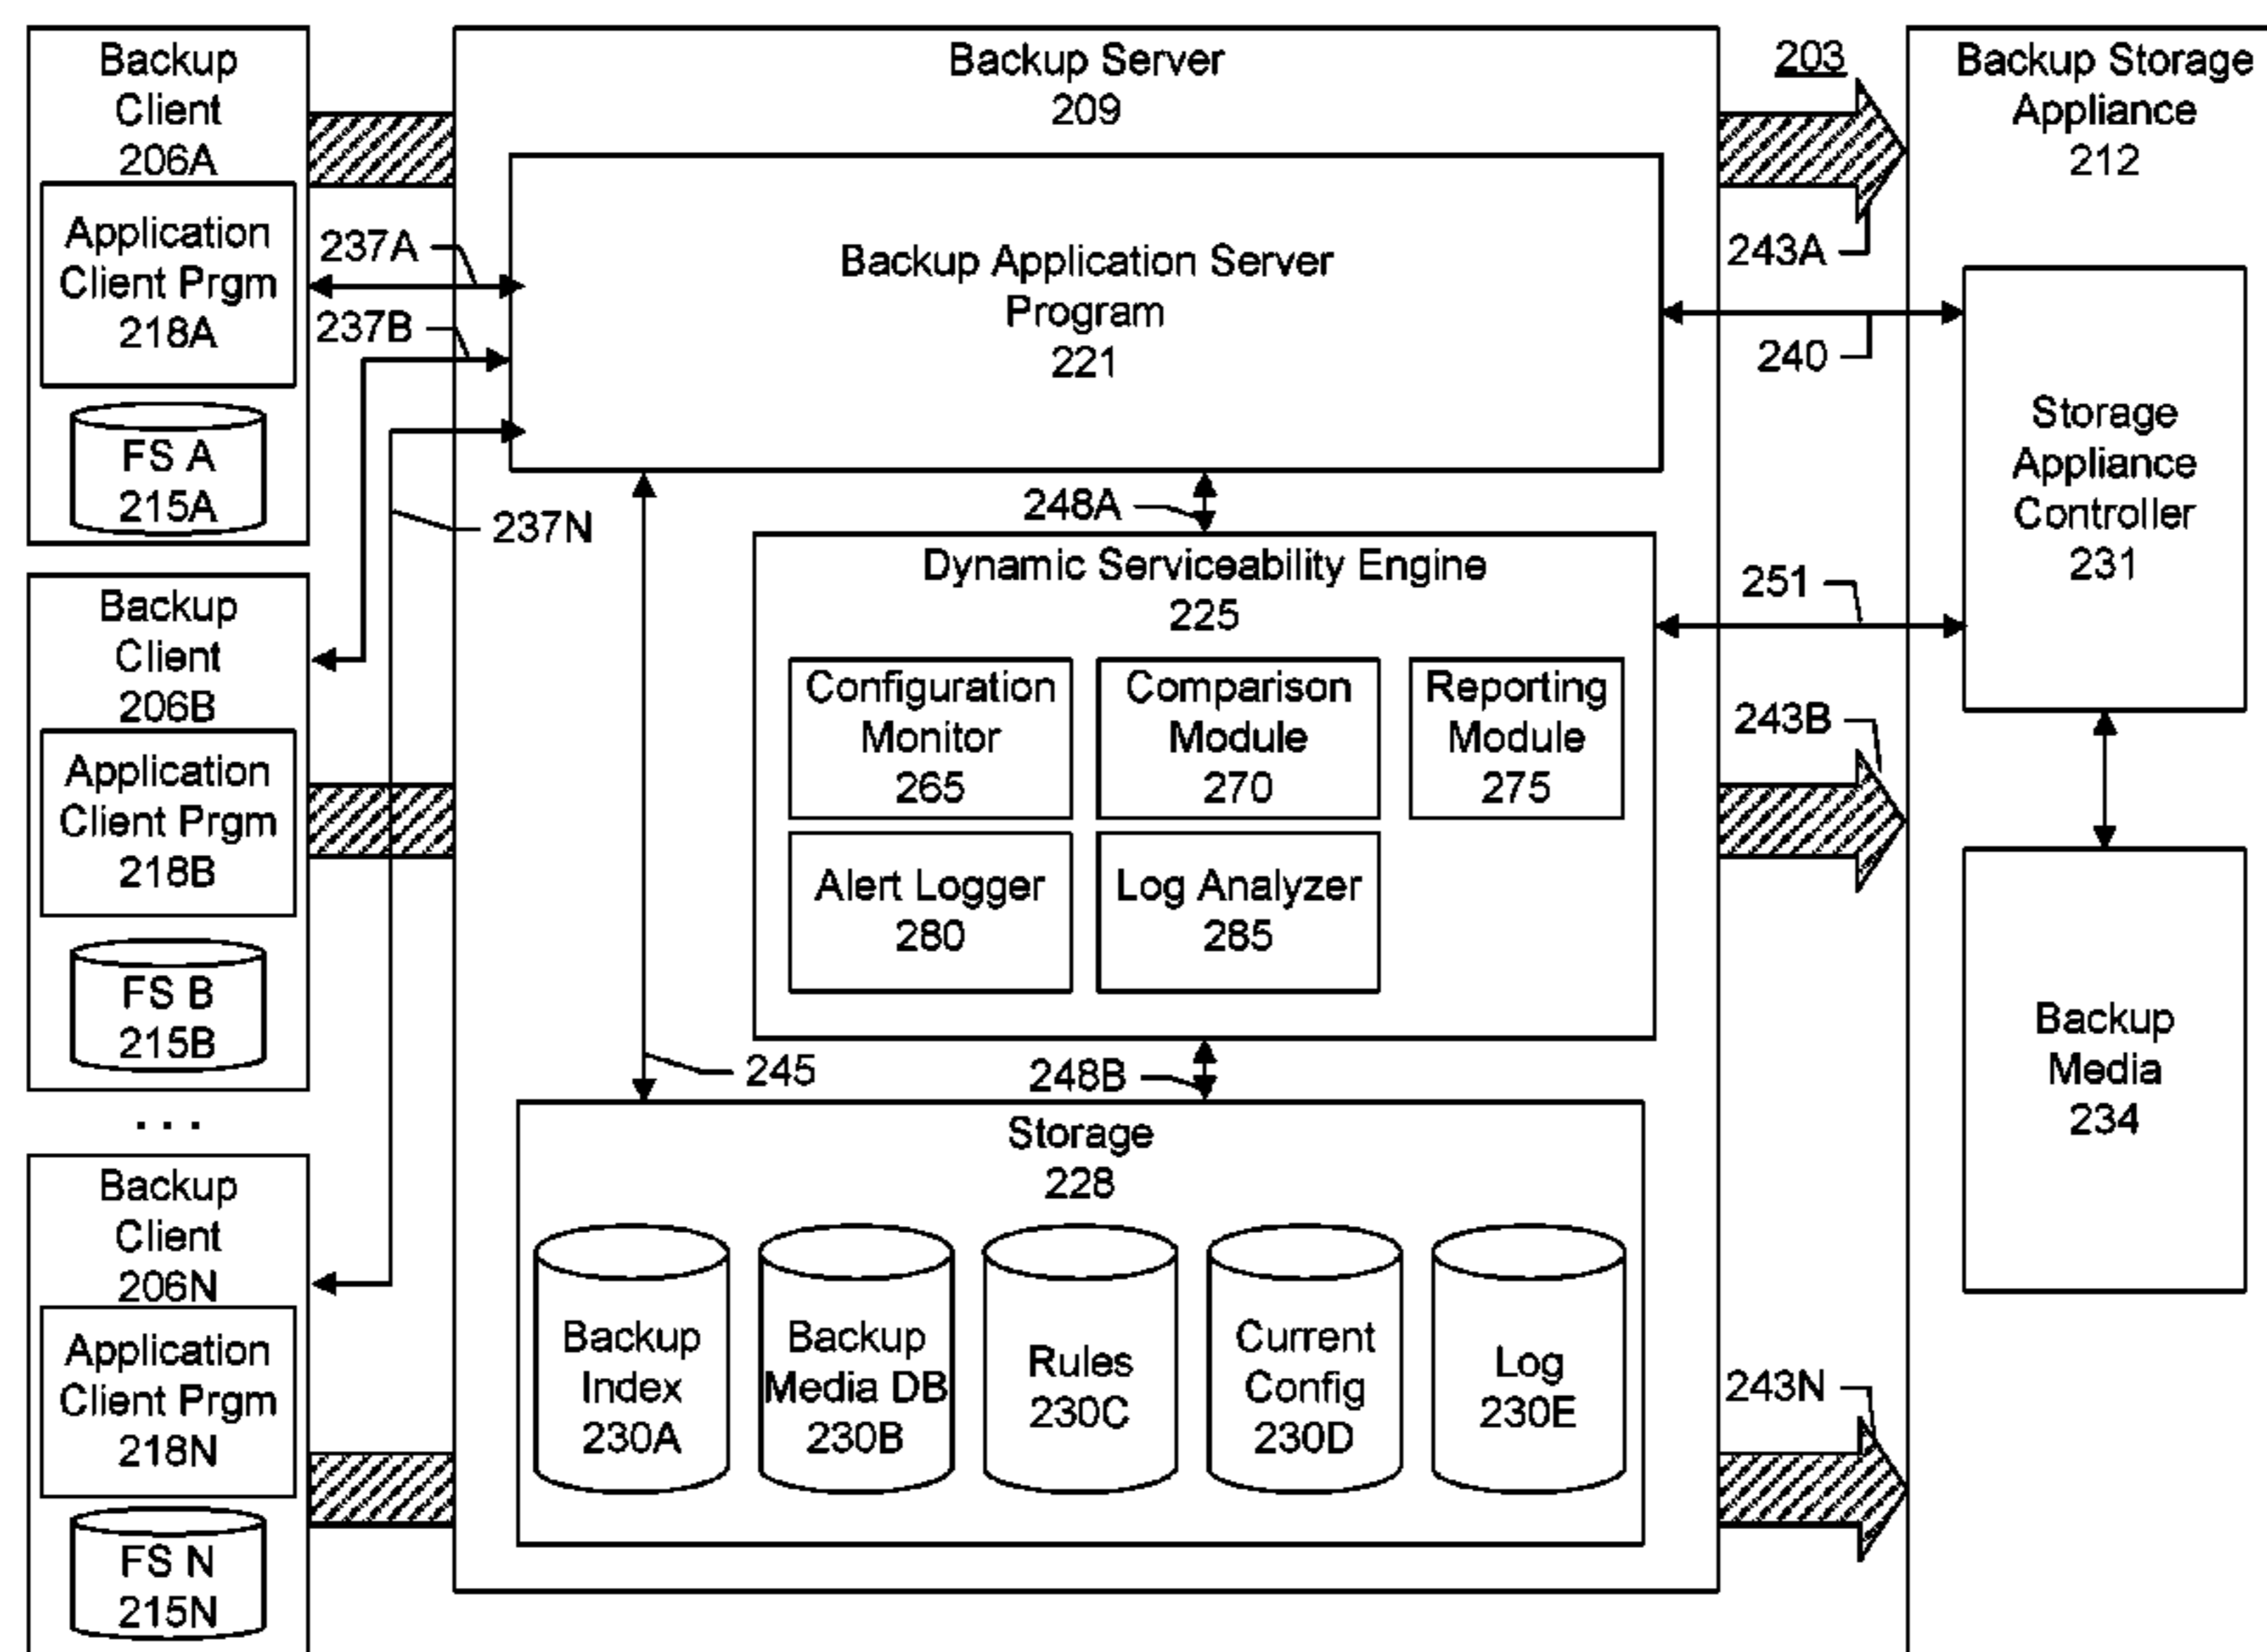 Backup
Client
206A
Application
Client Prgm
218A
FS A
215A
Backup
Client
206B
Application
Client Prgm
218B
FS B
215B
. . .
Backup
Client
206N
Application
Client Prgm
218N
FS N
215N
237A
237B
237N
Backup Server
209
Backup Application Server
Program
221
248A
Dynamic Serviceability Engine
225
Configuration
Monitor
265
Comparison
Module
270
Reporting
Module
275
Alert Logger
280
Log Analyzer
285
245
248B
Storage
228
Backup
Index
230A
Backup
Media DB
230B
Rules
230C
Current
Config
230D
Log
230E
203
243A
240
251
243B
243N
Backup Storage
Appliance
212
Storage
Appliance
Controller
231
Backup
Media
234